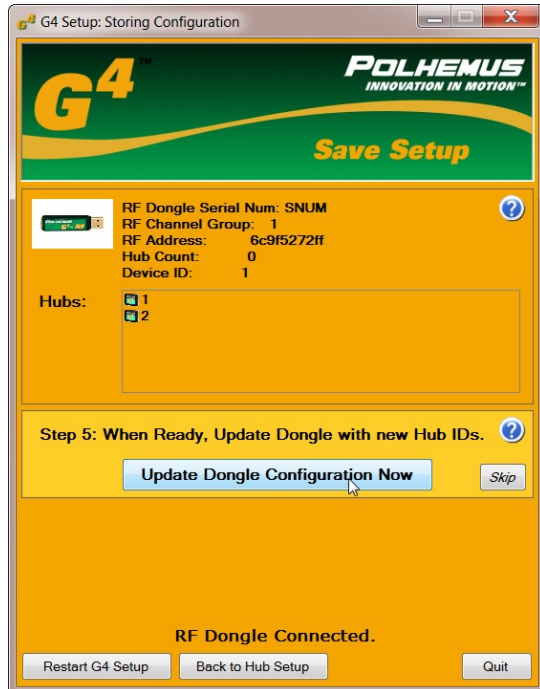 G4 Setup: Storing Configuration
G4™
POLHEMUS
INNOVATION IN MOTION™
Save Setup
RF Dongle Serial Num: SNUM
RF Channel Group: 1
RF Address: 6c9f5272ff
Hub Count: 0
Device ID: 1
Hubs:
1
2
Step 5: When Ready, Update Dongle with new Hub IDs.
Update Dongle Configuration Now
Skip
RF Dongle Connected.
Restart G4 Setup
Back to Hub Setup
Quit